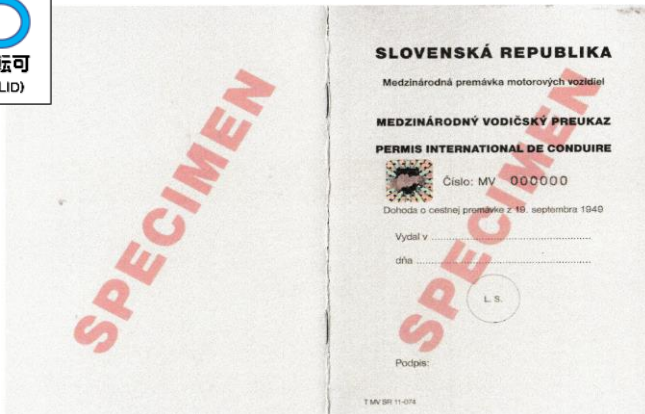 転可
LID)
SPECIMEN
SLOVENSKÁ REPUBLIKA
Medzinárodná premávka motorových vozidiel
MEDZINÁRODNÝ VODIČSKÝ PREUKAZ
PERMIS INTERNATIONAL DE CONDUIRE
Číslo: MV 000000
Dohoda o cestnej premávke z 19. septembra 1949
Vydal v
dňa
L. S.
SPECIMEN
Podpis:
T MV SR 11-074